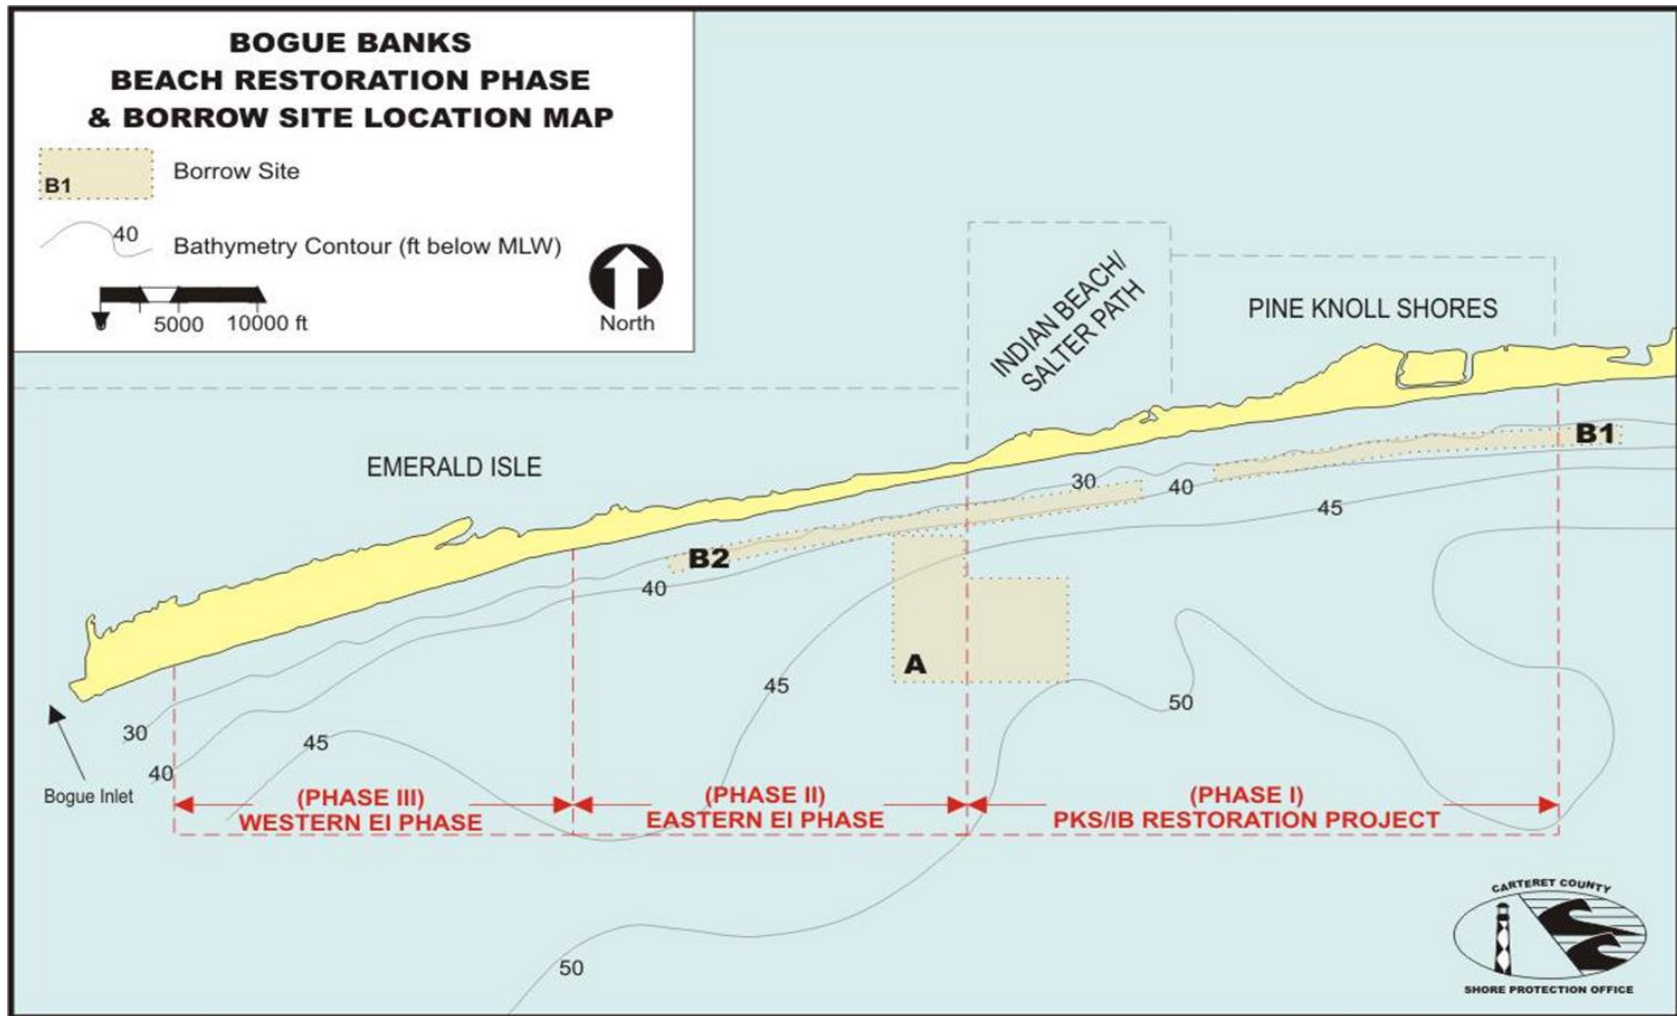 BOGUE BANKS
BEACH RESTORATION PHASE
& BORROW SITE LOCATION MAP
B1
Borrow Site
40
Bathymetry Contour (ft below MLW)
0
5000
10000 ft
North
INDIAN BEACH/
SALTER PATH
PINE KNOLL SHORES
EMERALD ISLE
B1
30
40
45
B2
40
A
45
50
30
45
40
Bogue Inlet
(PHASE III)
WESTERN EI PHASE
(PHASE II)
EASTERN EI PHASE
(PHASE I)
PKS/IB RESTORATION PROJECT
50
CARTERET COUNTY
SHORE PROTECTION OFFICE